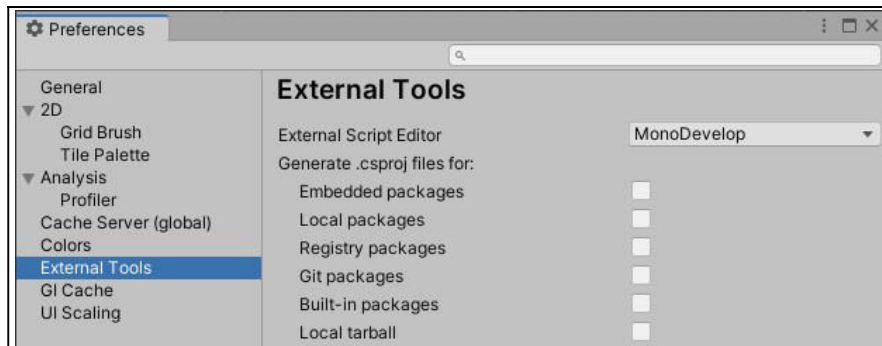 Preferences
General
2D
Grid Brush
Tile Palette
Analysis
Profiler
Cache Server (global)
Colors
External Tools
GI Cache
UI Scaling
External Tools
External Script Editor MonoDevelop
Generate .csproj files for:
Embedded packages
Local packages
Registry packages
Git packages
Built-in packages
Local tarball